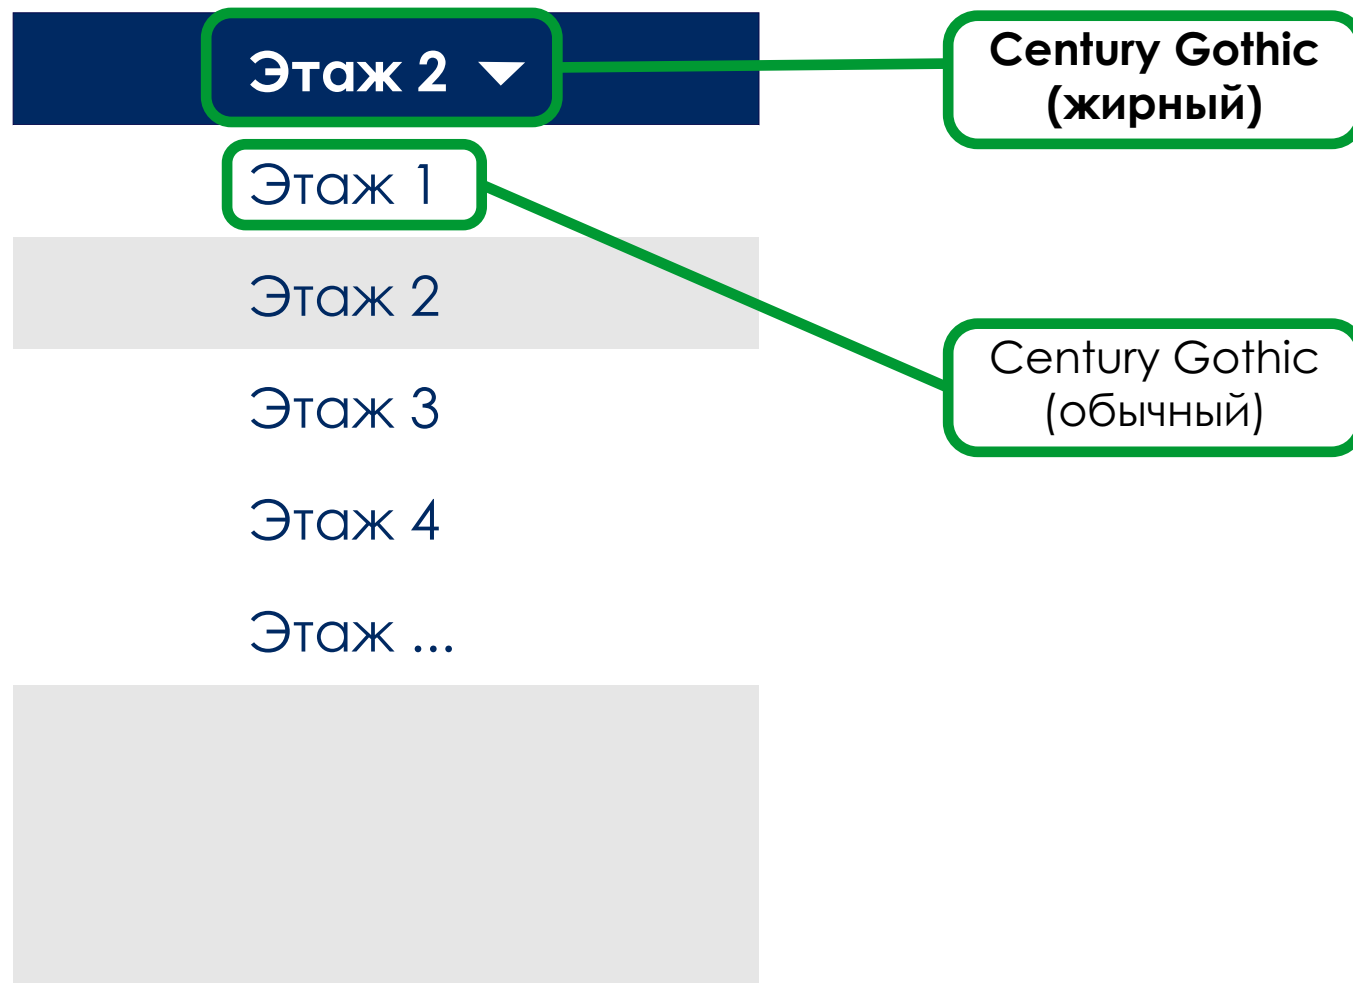 Этаж 2
Century Gothic
(жирный)
Этаж 1
Этаж 2
Century Gothic
(обычный)
Этаж 3
Этаж 4
Этаж ...